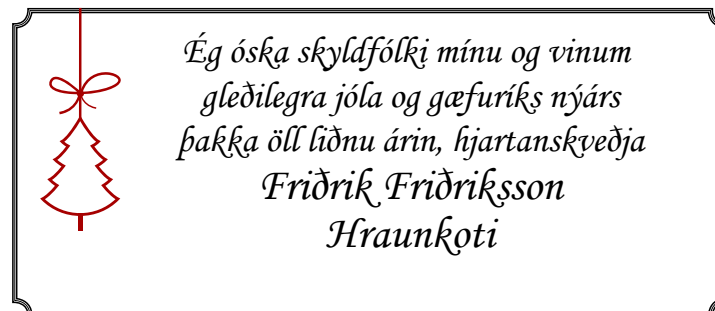 Ég óska skyldfólki mínu og vinum
gleðilegra jóla og gæfuríks nýárs
þakka öll liðnu árin, hjartanskveðja
Friðrik Friðriksson
Hraunkoti